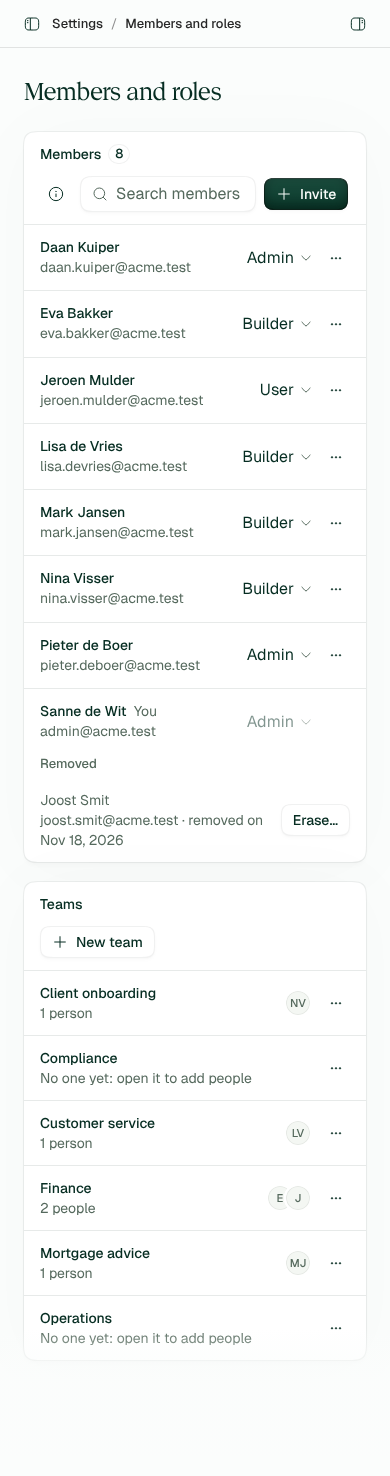 Settings / Members and roles
Members and roles
Members 8
Search members
Invite
Daan Kuiper
daan.kuiper@acme.test
Admin
Eva Bakker
eva.bakker@acme.test
Builder
Jeroen Mulder
jeroen.mulder@acme.test
User
Lisa de Vries
lisa.devries@acme.test
Builder
Mark Jansen
mark.jansen@acme.test
Builder
Nina Visser
nina.visser@acme.test
Builder
Pieter de Boer
pieter.deboer@acme.test
Admin
Sanne de Wit You
admin@acme.test
Admin
Removed
Joost Smit
joost.smit@acme.test · removed on
Nov 18, 2026
Erase...
Teams
New team
Client onboarding
1 person
NV
Compliance
No one yet: open it to add people
Customer service
1 person
LV
Finance
2 people
E J
Mortgage advice
1 person
MJ
Operations
No one yet: open it to add people